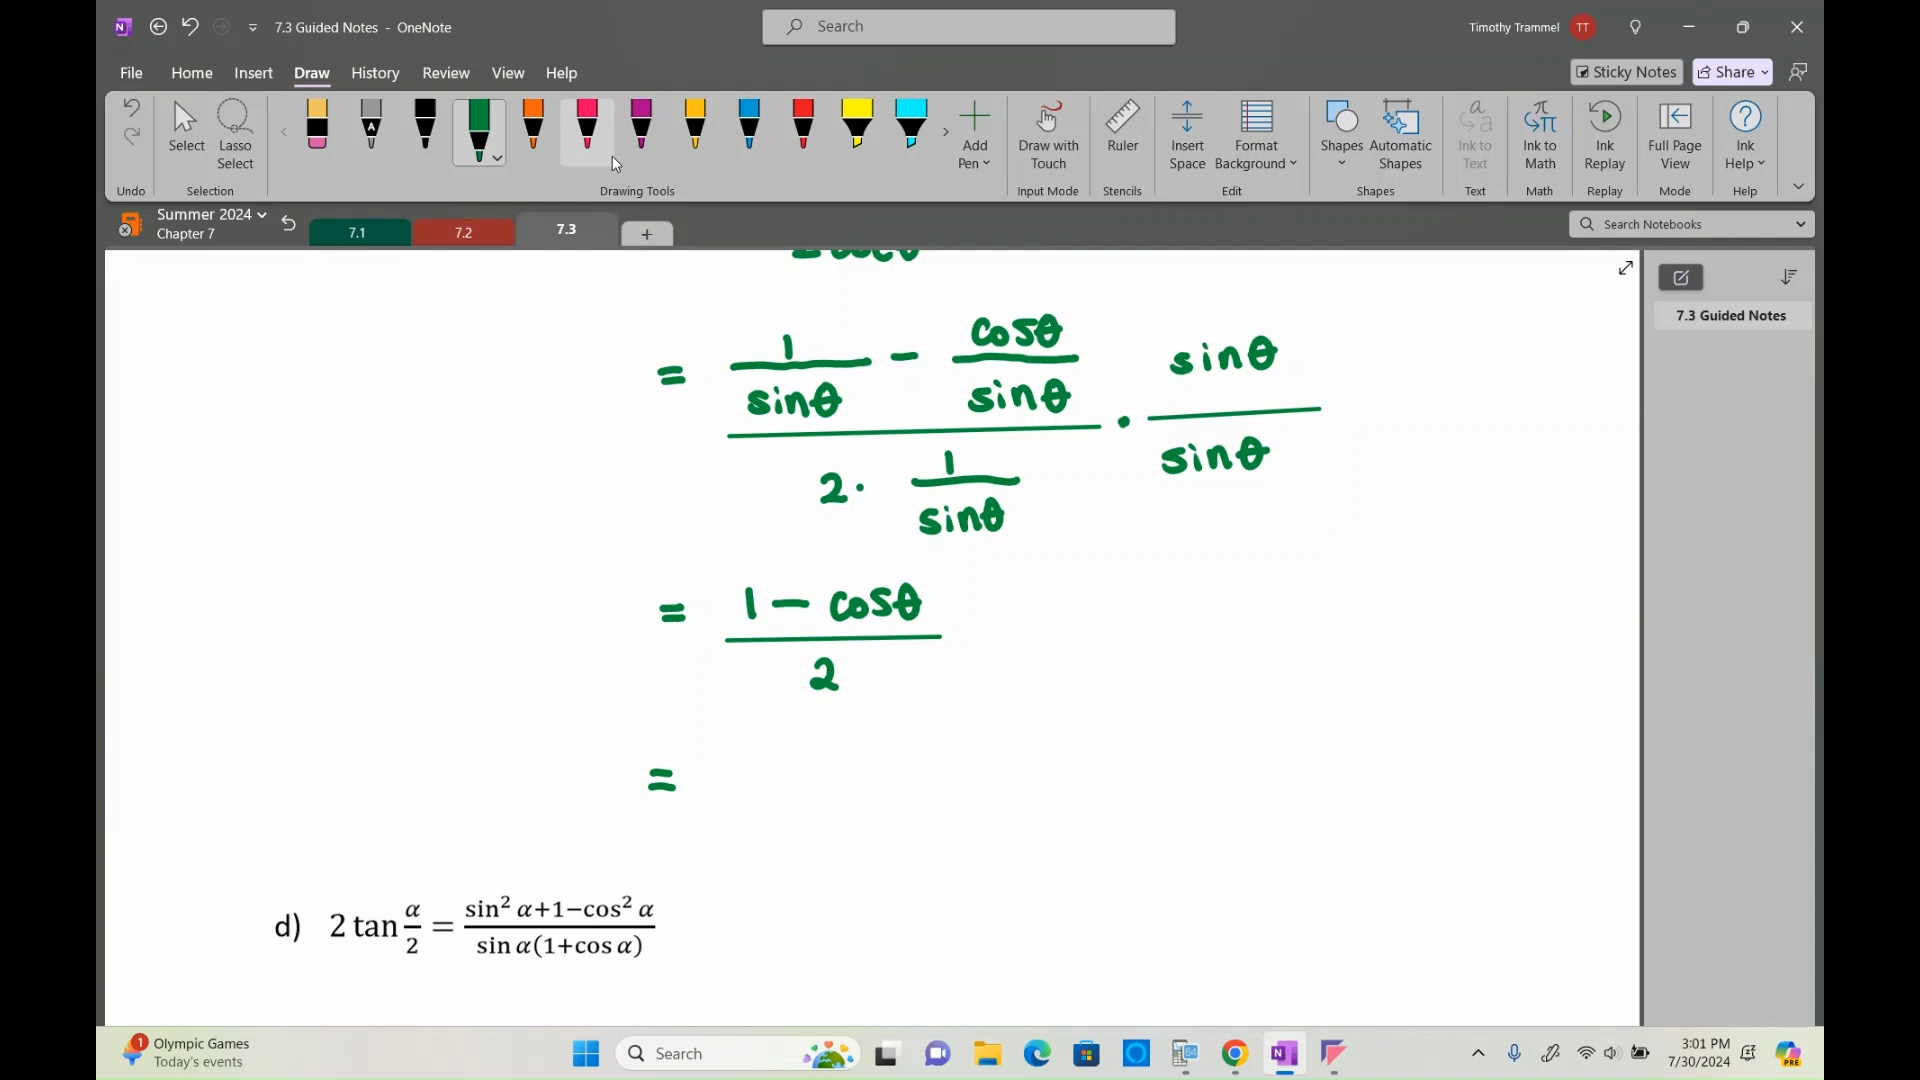 7.3 Guided Notes - OneNote
Search
Timothy Trammel TT
File Home Insert Draw History Review View Help
Sticky Notes Share
Select
Lasso Select
Add Pen
Draw with Touch
Ruler
Insert Space
Format Background
Shapes
Automatic Shapes
Ink to Text
Ink to Math
Ink Replay
Full Page View
Ink Help
Undo Selection Drawing Tools Input Mode Stencils Edit Shapes Text Math Replay Mode Help
Summer 2024
Chapter 7
7.1 7.2 7.3 +
Search Notebooks
7.3 Guided Notes
= 1/sinθ - cosθ/sinθ · sinθ
2 · 1/sinθ sinθ
= 1 - cosθ
2
=
d) 2 tan α/2 = sin² α+1−cos² α
sin α(1+cos α)
1
Olympic Games
Today's events
Search
84
PRE
3:01 PM
7/30/2024